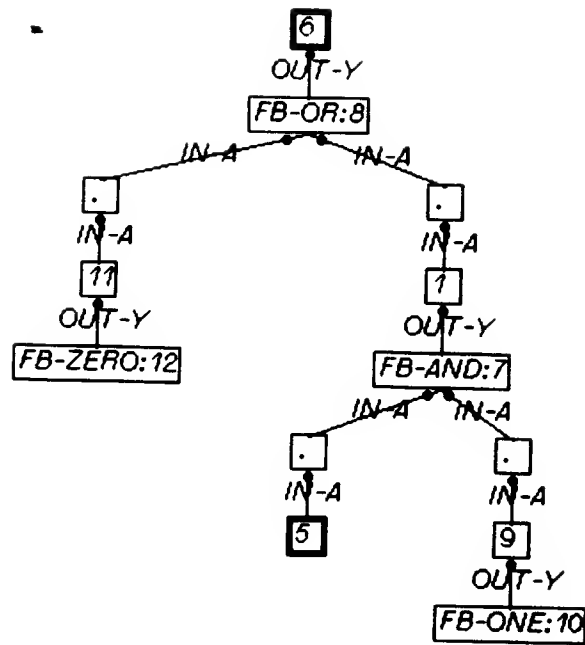 6
OUT-Y
FB-OR:8
IN-A IN-A
. .
IN-A IN-A
11 1
OUT-Y OUT-Y
FB-ZERO:12 FB-AND:7
IN-A IN-A
. .
IN-A IN-A
5 9
OUT-Y
FB-ONE:10